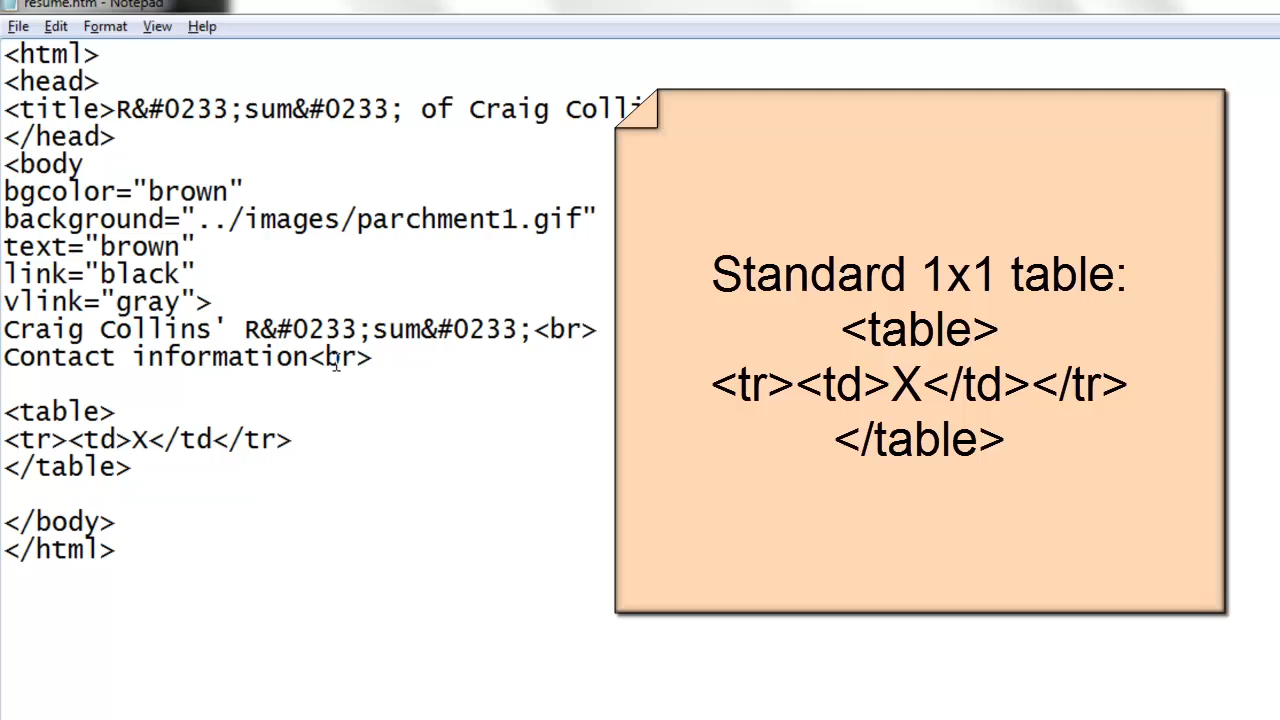 resume.htm - Notepad
File Edit Format View Help
<html>
<head>
<title>R&#0233;sum&#0233; of Craig Colli
</head>
<body
bgcolor="brown"
background="../images/parchment1.gif"
text="brown"
link="black"
vlink="gray">
Craig Collins' R&#0233;sum&#0233;<br>
Contact information<br>
<table>
<tr><td>X</td</tr>
</table>
</body>
</html>
Standard 1x1 table:
<table>
<tr><td>X</td></tr>
</table>